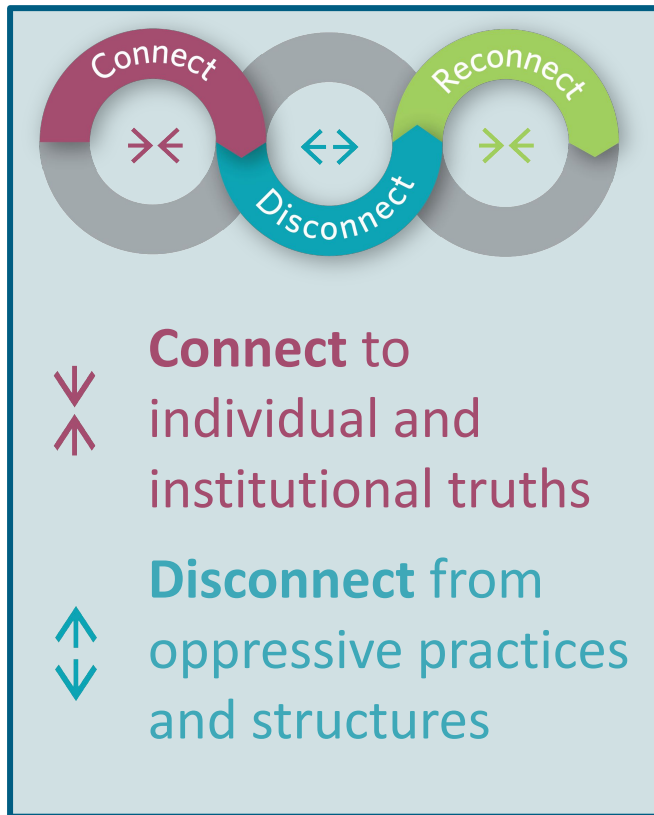 Connect
Disconnect
Reconnect
Connect to
individual and
institutional truths
Disconnect from
oppressive practices
and structures